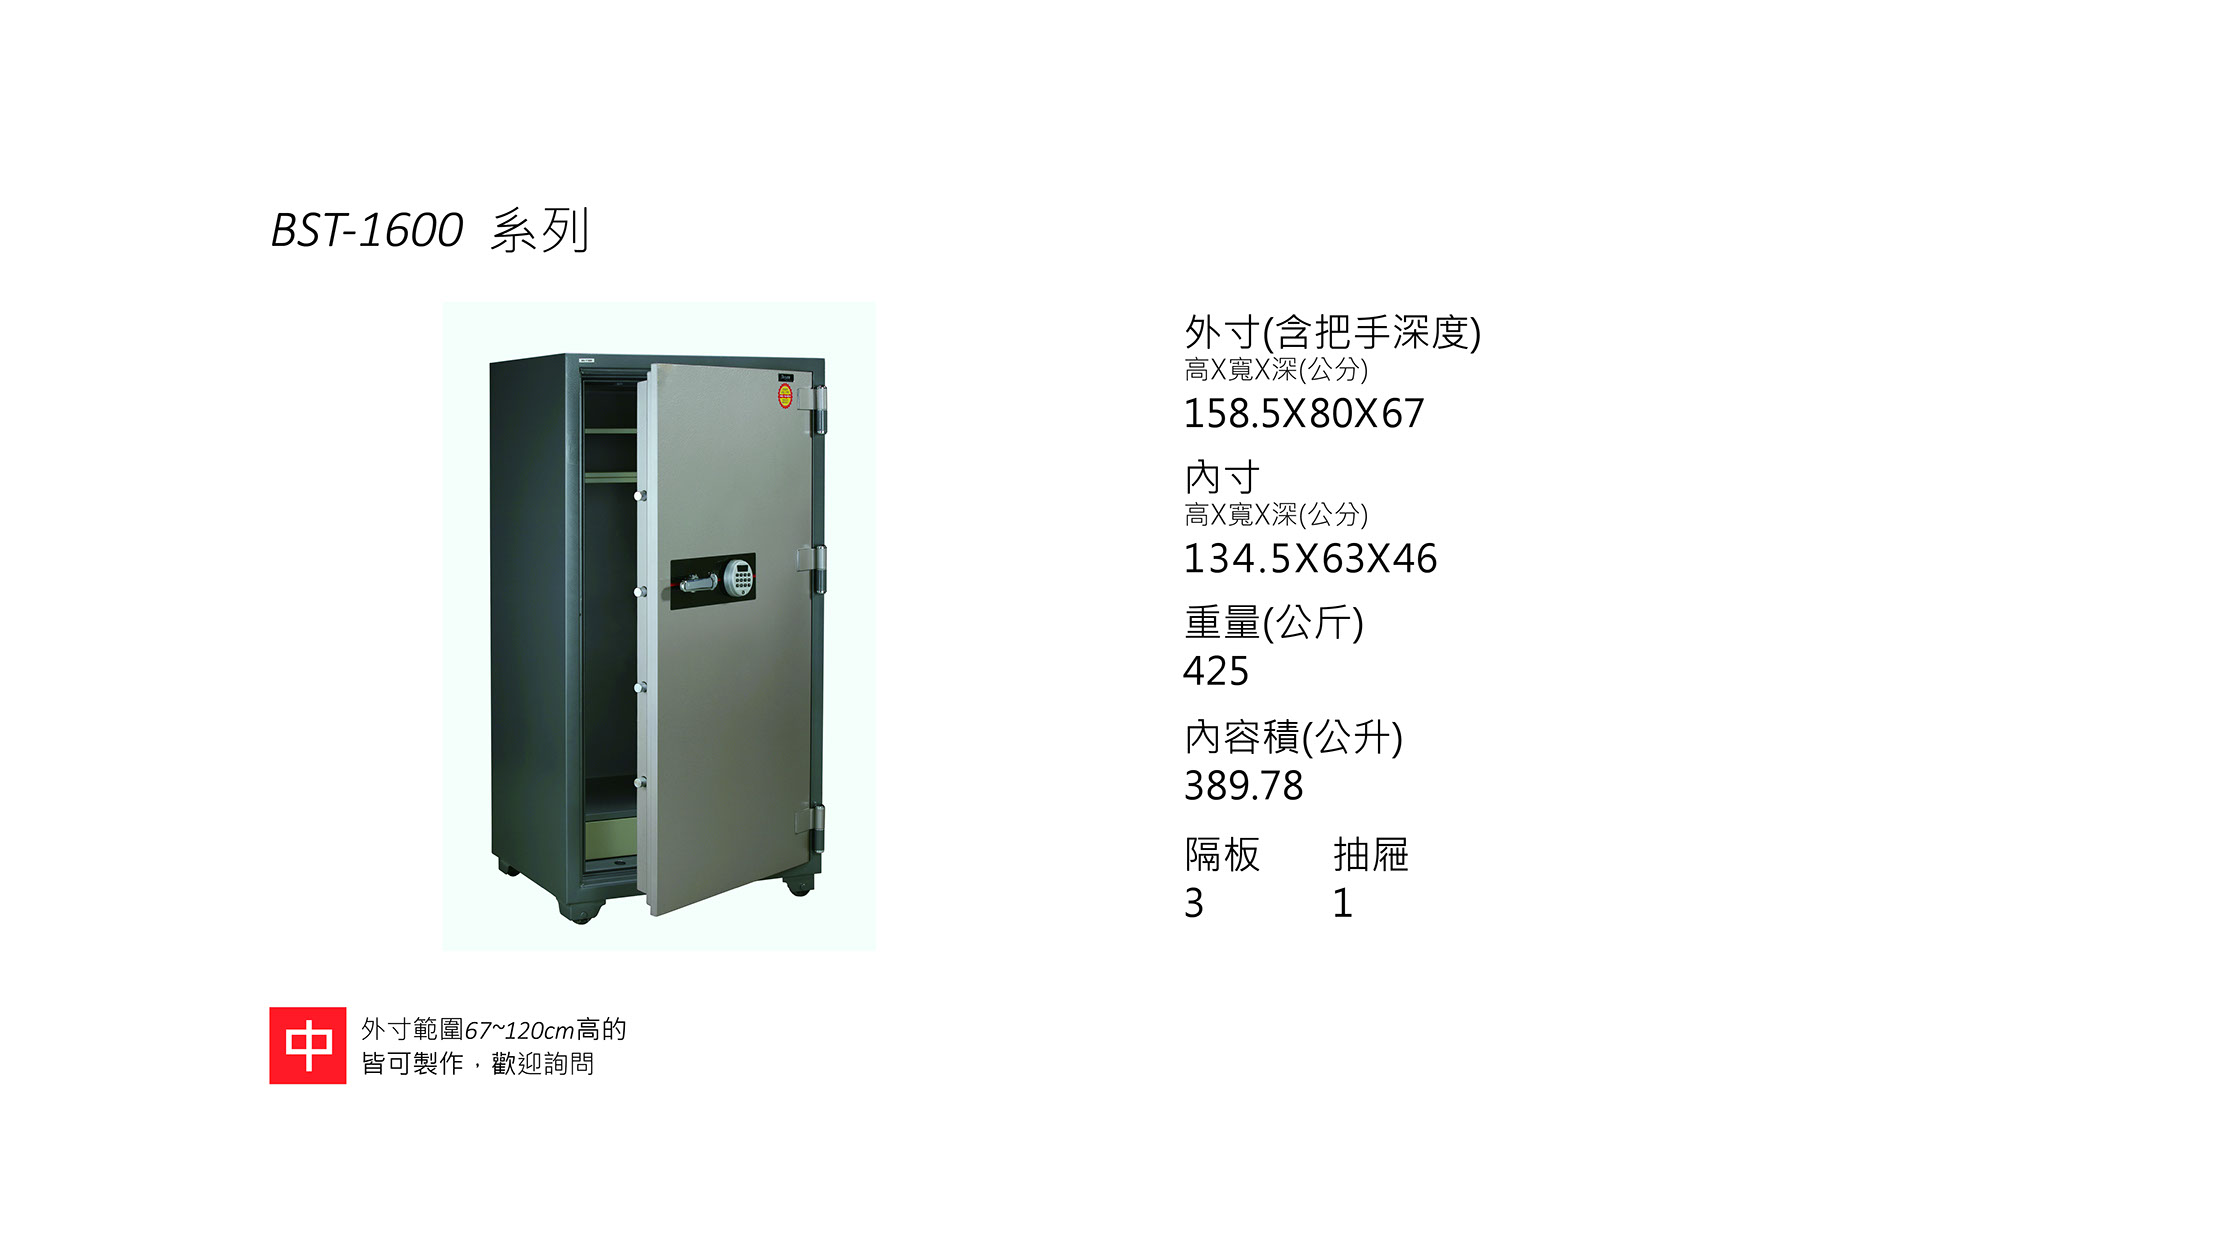 BST-1600 系列
外寸(含把手深度)
高X寬X深(公分)
158.5X80X67
內寸
高X寬X深(公分)
134.5X63X46
重量(公斤)
425
內容積(公升)
389.78
隔板 抽屜
3 1
中
外寸範圍67~120cm高的
皆可製作，歡迎詢問